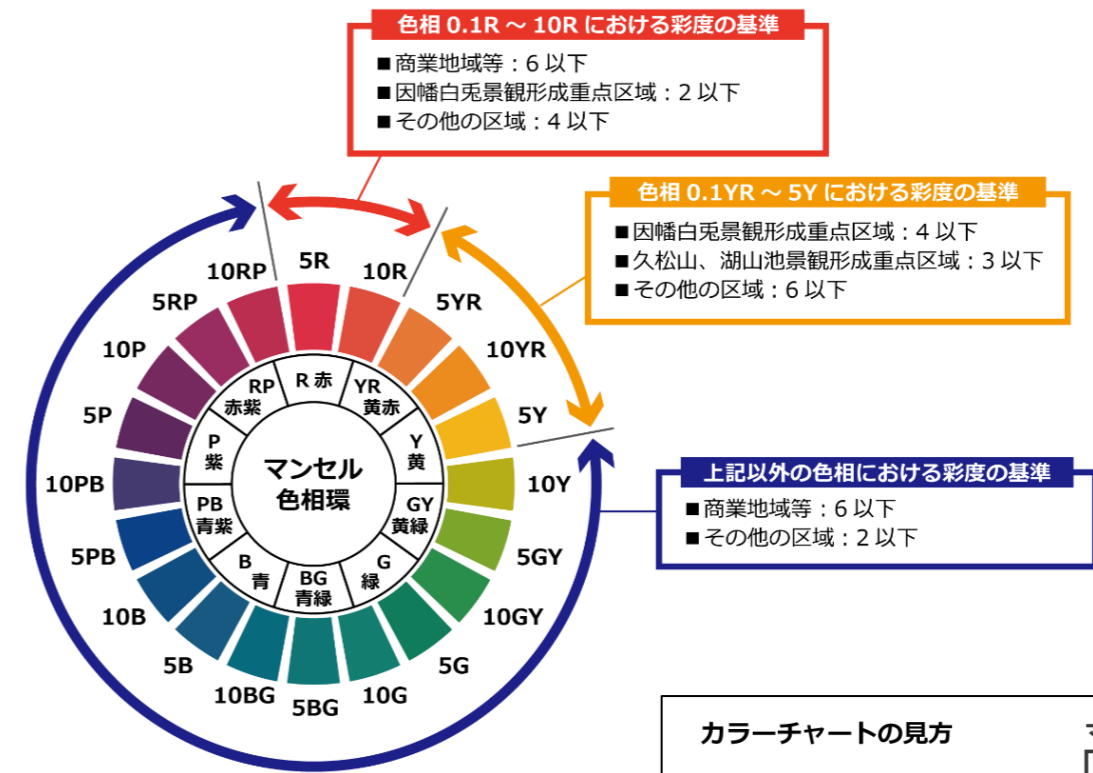 色相 0.1R ～ 10R における彩度の基準
■ 商業地域等：6 以下
■ 因幡白兎景観形成重点区域：2 以下
■ その他の区域：4 以下
色相 0.1YR ～ 5Y における彩度の基準
■ 因幡白兎景観形成重点区域：4 以下
■ 久松山、湖山池景観形成重点区域：3 以下
■ その他の区域：6 以下
上記以外の色相における彩度の基準
■ 商業地域等：6 以下
■ その他の区域：2 以下
5R
10R
5YR
10YR
5Y
10Y
5GY
10GY
5G
10G
5BG
10BG
5B
10B
5PB
10PB
5P
10P
5RP
10RP
R 赤
YR
黄赤
Y
黄
GY
黄緑
G
緑
BG
青緑
B
青
PB
青紫
P
紫
RP
赤紫
マンセル
色相環
カラーチャートの見方